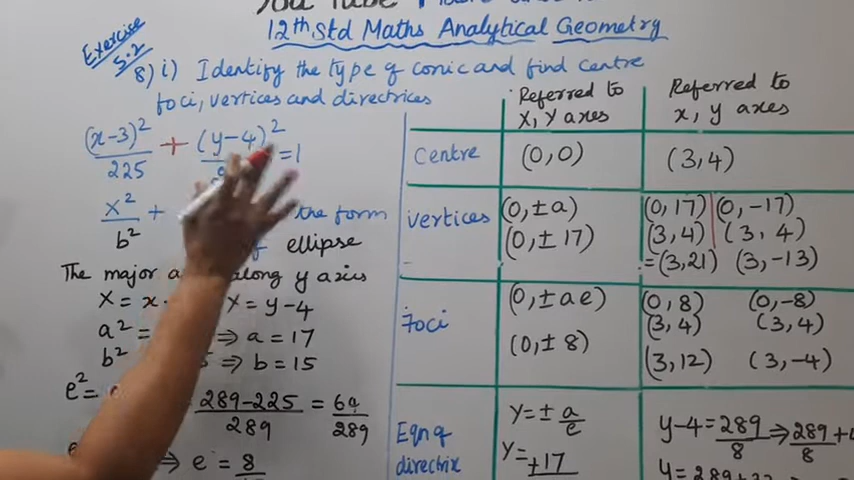 You Tube
12th Std Maths Analytical Geometry
Exercise
5.2
8) i) Identify the type of conic and find centre
foci, vertices and directrices
(x-3)²/225 + (y-4)² =1
X²/b² + the form
of ellipse
The major along y axis
X = x- Y = y-4
a² = ⇒ a = 17
b² ⇒ b = 15
e² = 289-225/289 = 64/289
⇒ e = 8
Referred to X, Y axes
Referred to x, y axes
Centre (0,0) (3,4)
Vertices (0,±a) (0,17) (0,-17)
(0,±17) (3,4) (3,4)
=(3,21) (3,-13)
Foci (0,±ae) (0,8) (0,-8)
(3,4) (3,4)
(0,±8) (3,12) (3,-4)
Eqn of directrix
Y=± a/e y-4=289/8 ⇒ 289/8 +
Y= ±17 y=